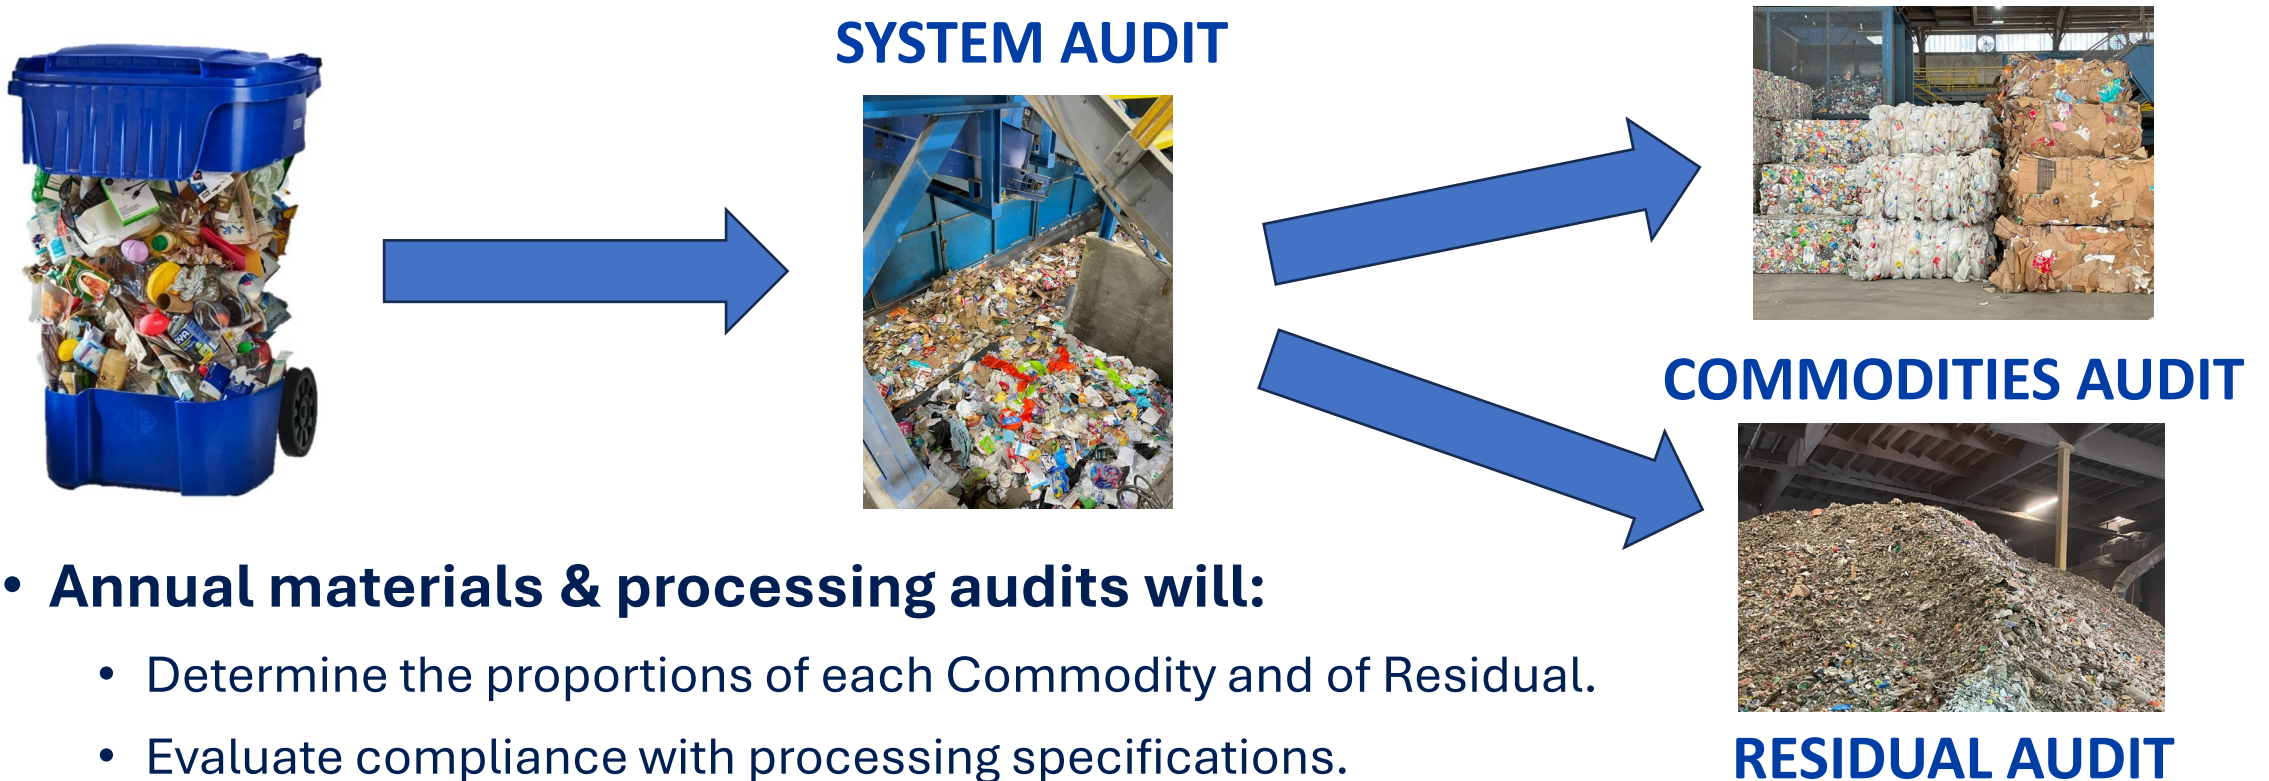 SYSTEM AUDIT
COMMODITIES AUDIT
RESIDUAL AUDIT
• Annual materials & processing audits will:
• Determine the proportions of each Commodity and of Residual.
• Evaluate compliance with processing specifications.